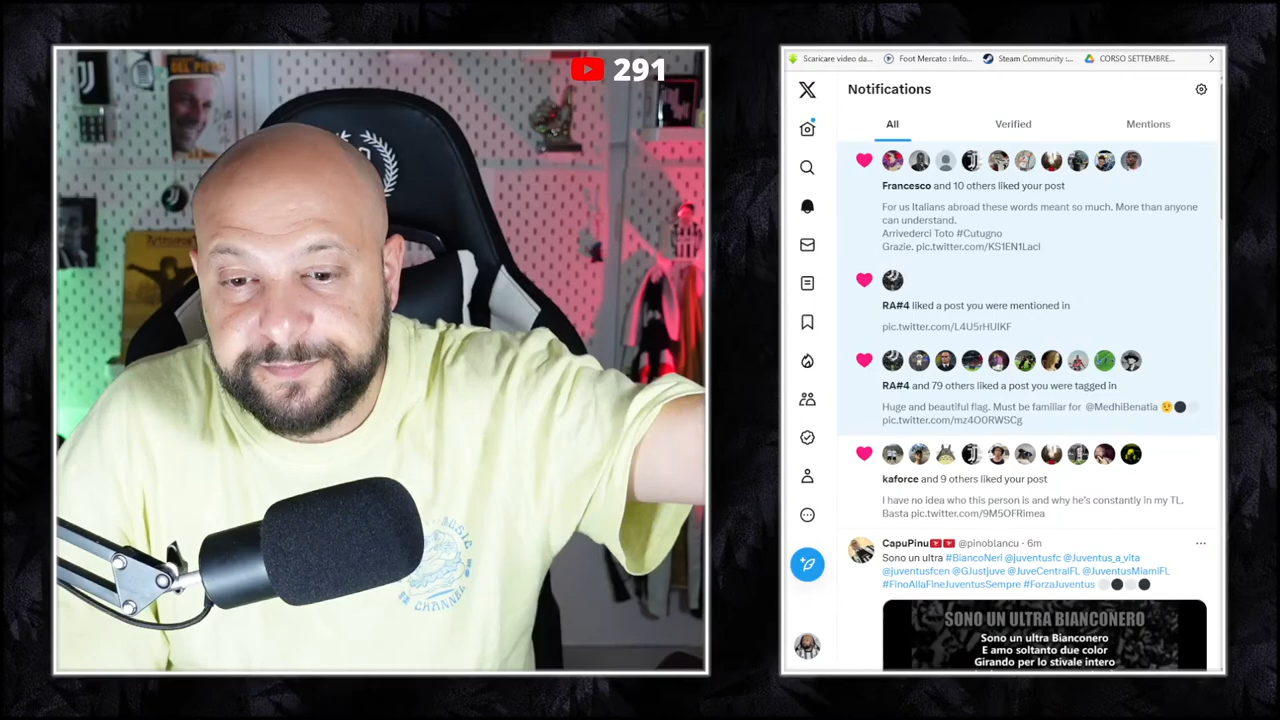 DEL PIERO
291
MUSIC
CHANNEL
Scaricare video da...
Foot Mercato : Info...
Steam Community :...
CORSO SETTEMBRE...
Notifications
All
Verified
Mentions
Francesco and 10 others liked your post
For us Italians abroad these words meant so much. More than anyone
can understand.
Arrivederci Toto #Cutugno
Grazie. pic.twitter.com/KS1EN1LacI
RA#4 liked a post you were mentioned in
pic.twitter.com/L4U5rHUIKF
RA#4 and 79 others liked a post you were tagged in
Huge and beautiful flag. Must be familiar for @MedhiBenatia 😉⚫⚪
pic.twitter.com/mz4O0RWSCg
kaforce and 9 others liked your post
I have no idea who this person is and why he's constantly in my TL.
Basta pic.twitter.com/9M5OFRimea
CapuPinu @pinoblancu · 6m
Sono un ultra #BiancoNeri @juventusfc @Juventus_a_vita
@juventusfcen @GJustjuve @JuveCentralFL @JuventusMiamiFL
#FinoAllaFineJuventusSempre #ForzaJuventus ⚪⚫⚪⚫
SONO UN ULTRA BIANCONERO
Sono un ultra Bianconero
E amo soltanto due color
Girando per lo stivale intero